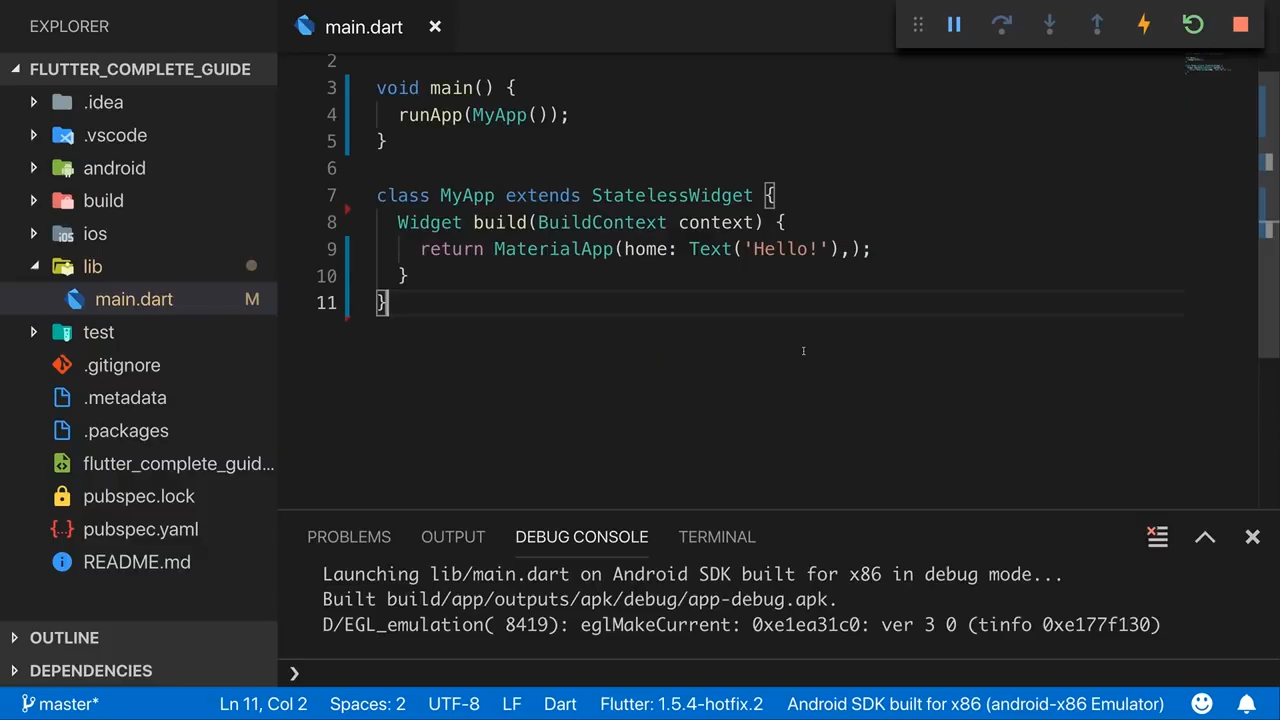 EXPLORER
FLUTTER_COMPLETE_GUIDE
.idea
.vscode
android
build
ios
lib
main.dart M
test
.gitignore
.metadata
.packages
flutter_complete_guid...
pubspec.lock
pubspec.yaml
README.md
OUTLINE
DEPENDENCIES
main.dart
2
3 void main() {
4 runApp(MyApp());
5 }
6
7 class MyApp extends StatelessWidget {
8 Widget build(BuildContext context) {
9 return MaterialApp(home: Text('Hello!'),);
10 }
11 }
PROBLEMS OUTPUT DEBUG CONSOLE TERMINAL
Launching lib/main.dart on Android SDK built for x86 in debug mode...
Built build/app/outputs/apk/debug/app-debug.apk.
D/EGL_emulation( 8419): eglMakeCurrent: 0xe1ea31c0: ver 3 0 (tinfo 0xe177f130)
master* Ln 11, Col 2 Spaces: 2 UTF-8 LF Dart Flutter: 1.5.4-hotfix.2 Android SDK built for x86 (android-x86 Emulator)